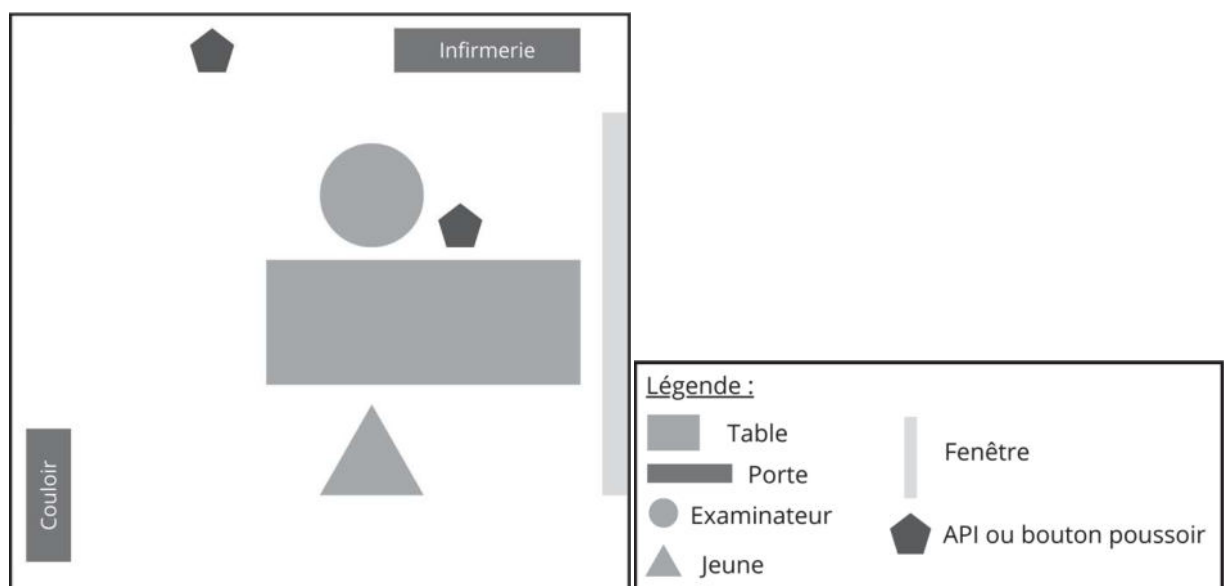 Infirmerie
Couloir
Légende :
Table
Porte
Examinateur
Jeune
Fenêtre
API ou bouton poussoir